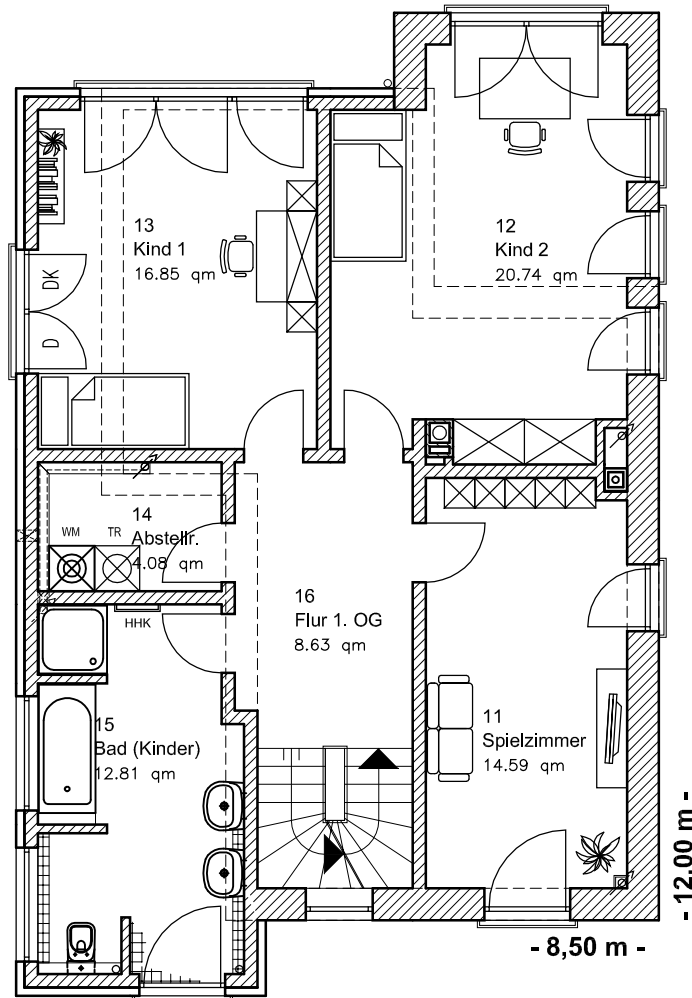 13
Kind 1
16.85 qm
12
Kind 2
20.74 qm
DK
D
WM
TR
14
Abstellr.
4.08 qm
HHK
16
Flur 1. OG
8.63 qm
15
Bad (Kinder)
12.81 qm
11
Spielzimmer
14.59 qm
- 12.00 m -
- 8,50 m -